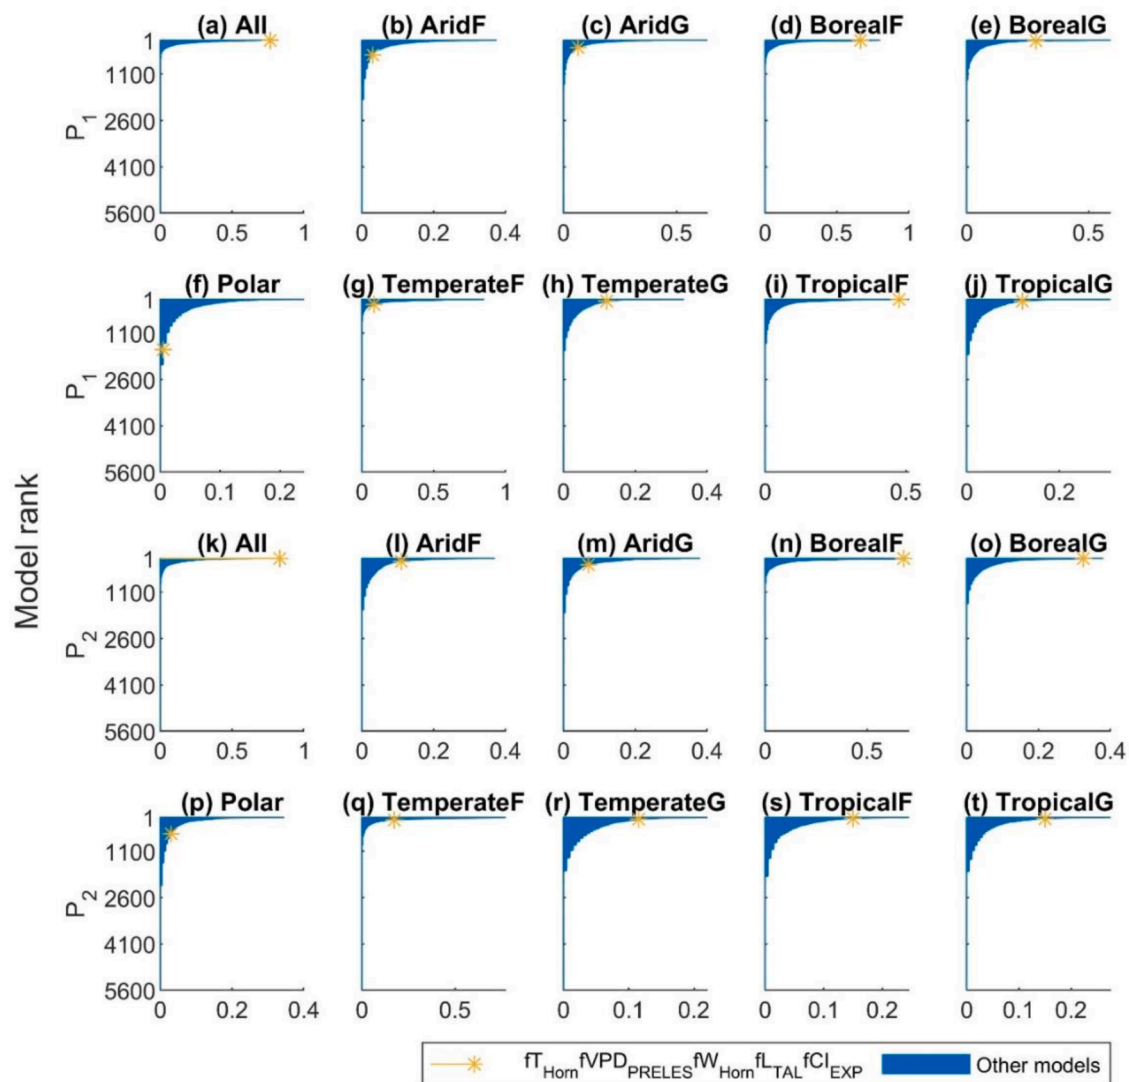 (a) All (b) AridF (c) AridG (d) BorealF (e) BorealG
1
1100
2600
4100
5600
P1
0 0.5 1 0 0.2 0.4 0 0.5 0 0.5 1 0 0.5
(f) Polar (g) TemperateF (h) TemperateG (i) TropicalF (j) TropicalG
1
1100
2600
4100
5600
P1
0 0.1 0.2 0 0.5 1 0 0.2 0.4 0 0.5 0 0.2
Model rank
(k) All (l) AridF (m) AridG (n) BorealF (o) BorealG
1
1100
2600
4100
5600
P2
0 0.5 1 0 0.2 0.4 0 0.2 0.4 0 0.5 0 0.2 0.4
(p) Polar (q) TemperateF (r) TemperateG (s) TropicalF (t) TropicalG
1
1100
2600
4100
5600
P2
0 0.2 0.4 0 0.5 0 0.1 0.2 0 0.1 0.2 0 0.1 0.2
fTHornfVPDPRELESfWHornfLTALfCIEXP Other models